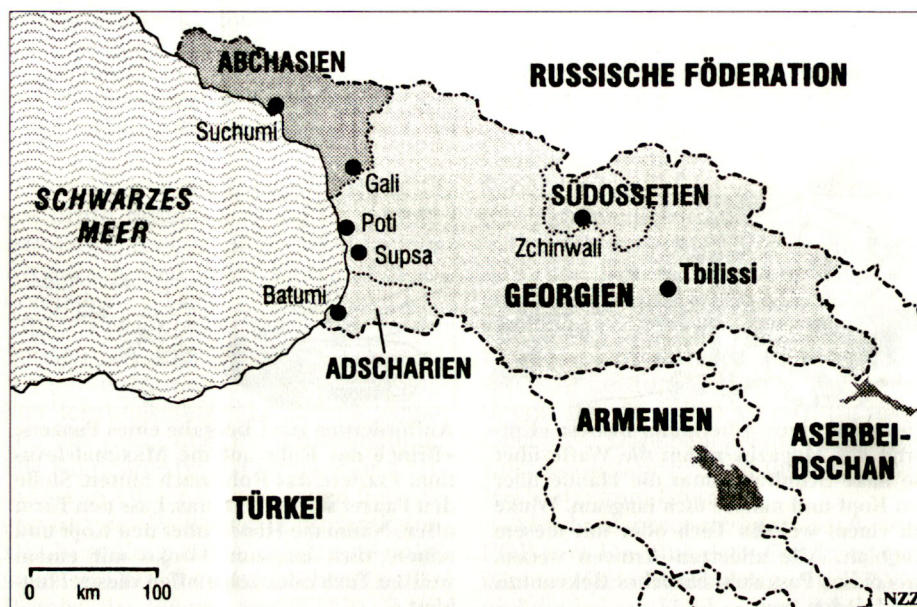 ABCHASIEN
RUSSISCHE FÖDERATION
Suchumi
Gali
SCHWARZES
MEER
SÜDOSSETIEN
Poti
Zchinwali
Supsa
Tbilissi
Batumi
GEORGIEN
ADSCHARIEN
ARMENIEN
ASERBEI-
DSCHAN
TÜRKEI
0 km 100
NZZ